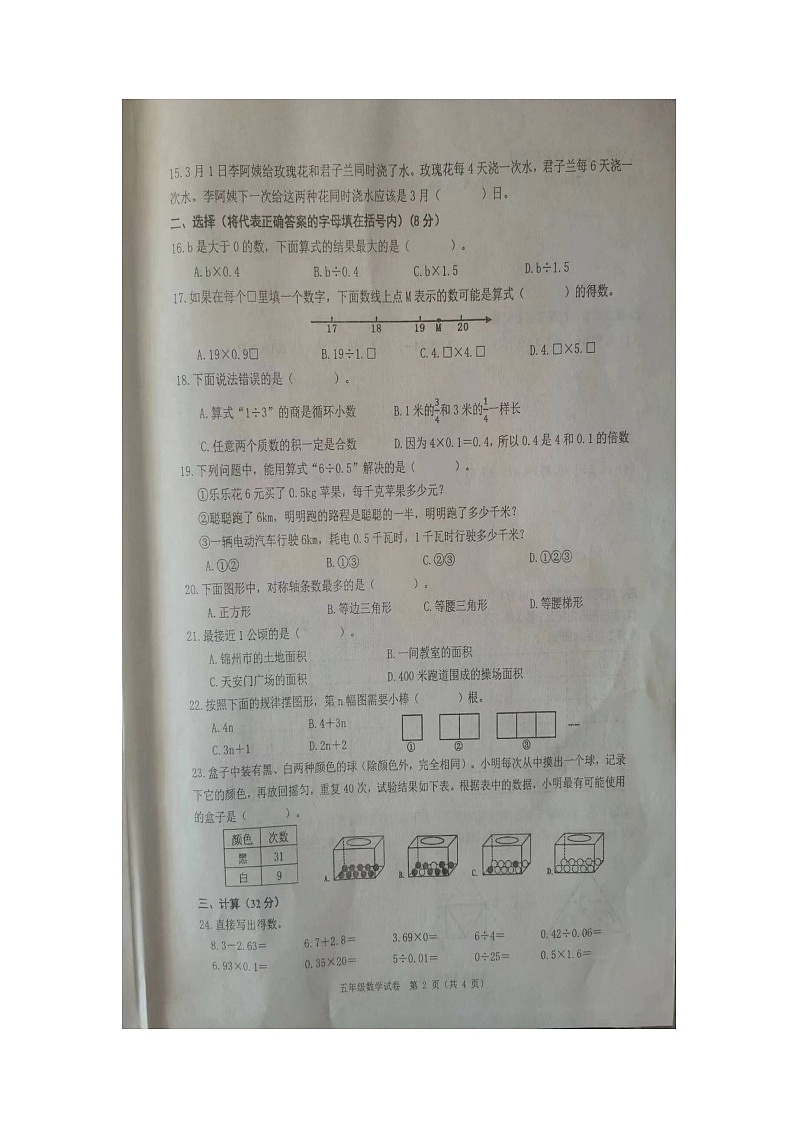 15.3月1日李阿姨给玫瑰花和君子兰同时浇了水。玫瑰花每4天浇一次水，君子兰每6天浇一
次水。李阿姨下一次给这两种花同时浇水应该是3月（　　）日。
二、选择（将代表正确答案的字母填在括号内）(8分)
16.b是大于0的数，下面算式的结果最大的是（　　）。
A.b×0.4 B.b÷0.4 C.b×1.5 D.b÷1.5
17.如果在每个□里填一个数字，下面数线上点M表示的数可能是算式（　　）的得数。
17 18 19 M 20
A.19×0.9□ B.19÷1.□ C.4.□×4.□ D.4.□×5.□
18.下面说法错误的是（　　）。
A.算式“1÷3”的商是循环小数 B.1米的3/4和3米的1/4一样长
C.任意两个质数的积一定是合数 D.因为4×0.1=0.4，所以0.4是4和0.1的倍数
19.下列问题中，能用算式“6÷0.5”解决的是（　　）。
①乐乐花6元买了0.5kg苹果，每千克苹果多少元？
②聪聪跑了6km，明明跑的路程是聪聪的一半，明明跑了多少千米？
③一辆电动汽车行驶6km，耗电0.5千瓦时，1千瓦时行驶多少千米？
A.①② B.①③ C.②③ D.①②③
20.下面图形中，对称轴条数最多的是（　　）。
A.正方形 B.等边三角形 C.等腰三角形 D.等腰梯形
21.最接近1公顷的是（　　）。
A.锦州市的土地面积 B.一间教室的面积
C.天安门广场的面积 D.400米跑道围成的操场面积
22.按照下面的规律摆图形，第n幅图需要小棒（　　）根。
A.4n B.4+3n
C.3n+1 D.2n+2 ① ② ③
23.盒子中装有黑、白两种颜色的球（除颜色外，完全相同）。小明每次从中摸出一个球，记录
下它的颜色，再放回摇匀，重复40次，试验结果如下表。根据表中的数据，小明最有可能使用
的盒子是（　　）。
颜色 次数
黑 31
白 9
A. B. C. D.
三、计算（32分）
24.直接写出得数。
8.3-2.63= 6.7+2.8= 3.69×0= 6÷4= 0.42÷0.06=
6.93×0.1= 0.35×20= 5÷0.01= 0÷25= 0.5×1.6=
五年级数学试卷 第2页（共4页）